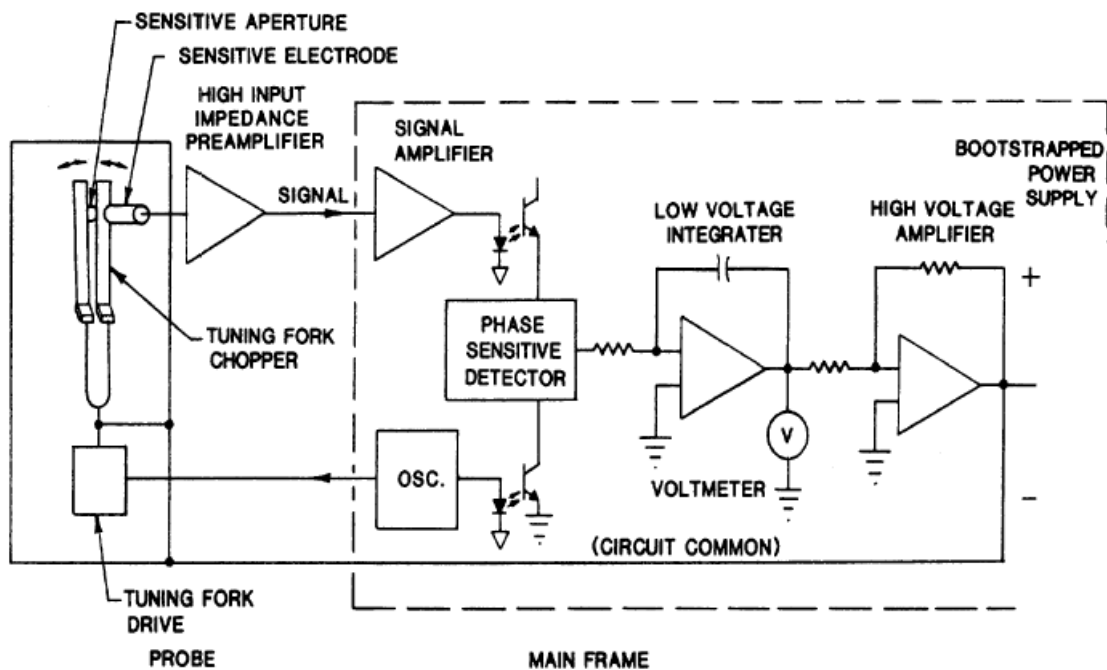 SENSITIVE APERTURE
SENSITIVE ELECTRODE
HIGH INPUT
IMPEDANCE
PREAMPLIFIER
SIGNAL
SIGNAL
AMPLIFIER
BOOTSTRAPPED
POWER
SUPPLY
LOW VOLTAGE
INTEGRATER
HIGH VOLTAGE
AMPLIFIER
+
TUNING FORK
CHOPPER
PHASE
SENSITIVE
DETECTOR
V
VOLTMETER
OSC.
−
(CIRCUIT COMMON)
TUNING FORK
DRIVE
PROBE
MAIN FRAME